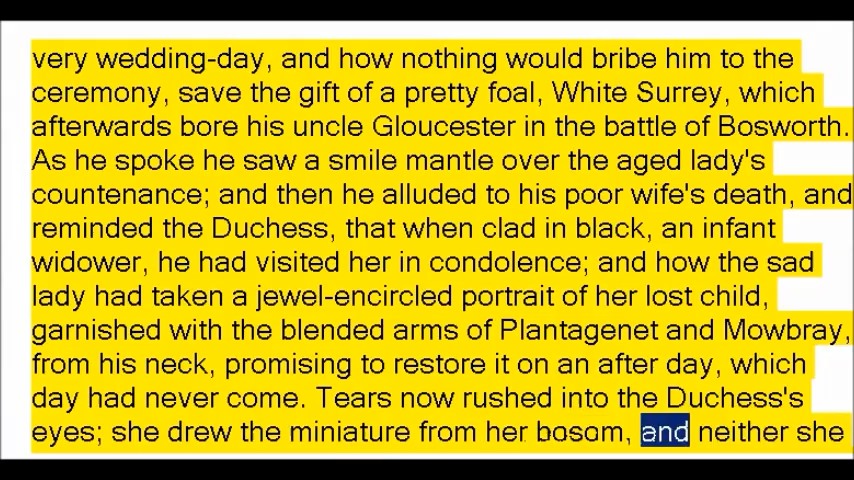 very wedding-day, and how nothing would bribe him to the
ceremony, save the gift of a pretty foal, White Surrey, which
afterwards bore his uncle Gloucester in the battle of Bosworth.
As he spoke he saw a smile mantle over the aged lady's
countenance; and then he alluded to his poor wife's death, and
reminded the Duchess, that when clad in black, an infant
widower, he had visited her in condolence; and how the sad
lady had taken a jewel-encircled portrait of her lost child,
garnished with the blended arms of Plantagenet and Mowbray,
from his neck, promising to restore it on an after day, which
day had never come. Tears now rushed into the Duchess's
eyes; she drew the miniature from her bosom, and neither she